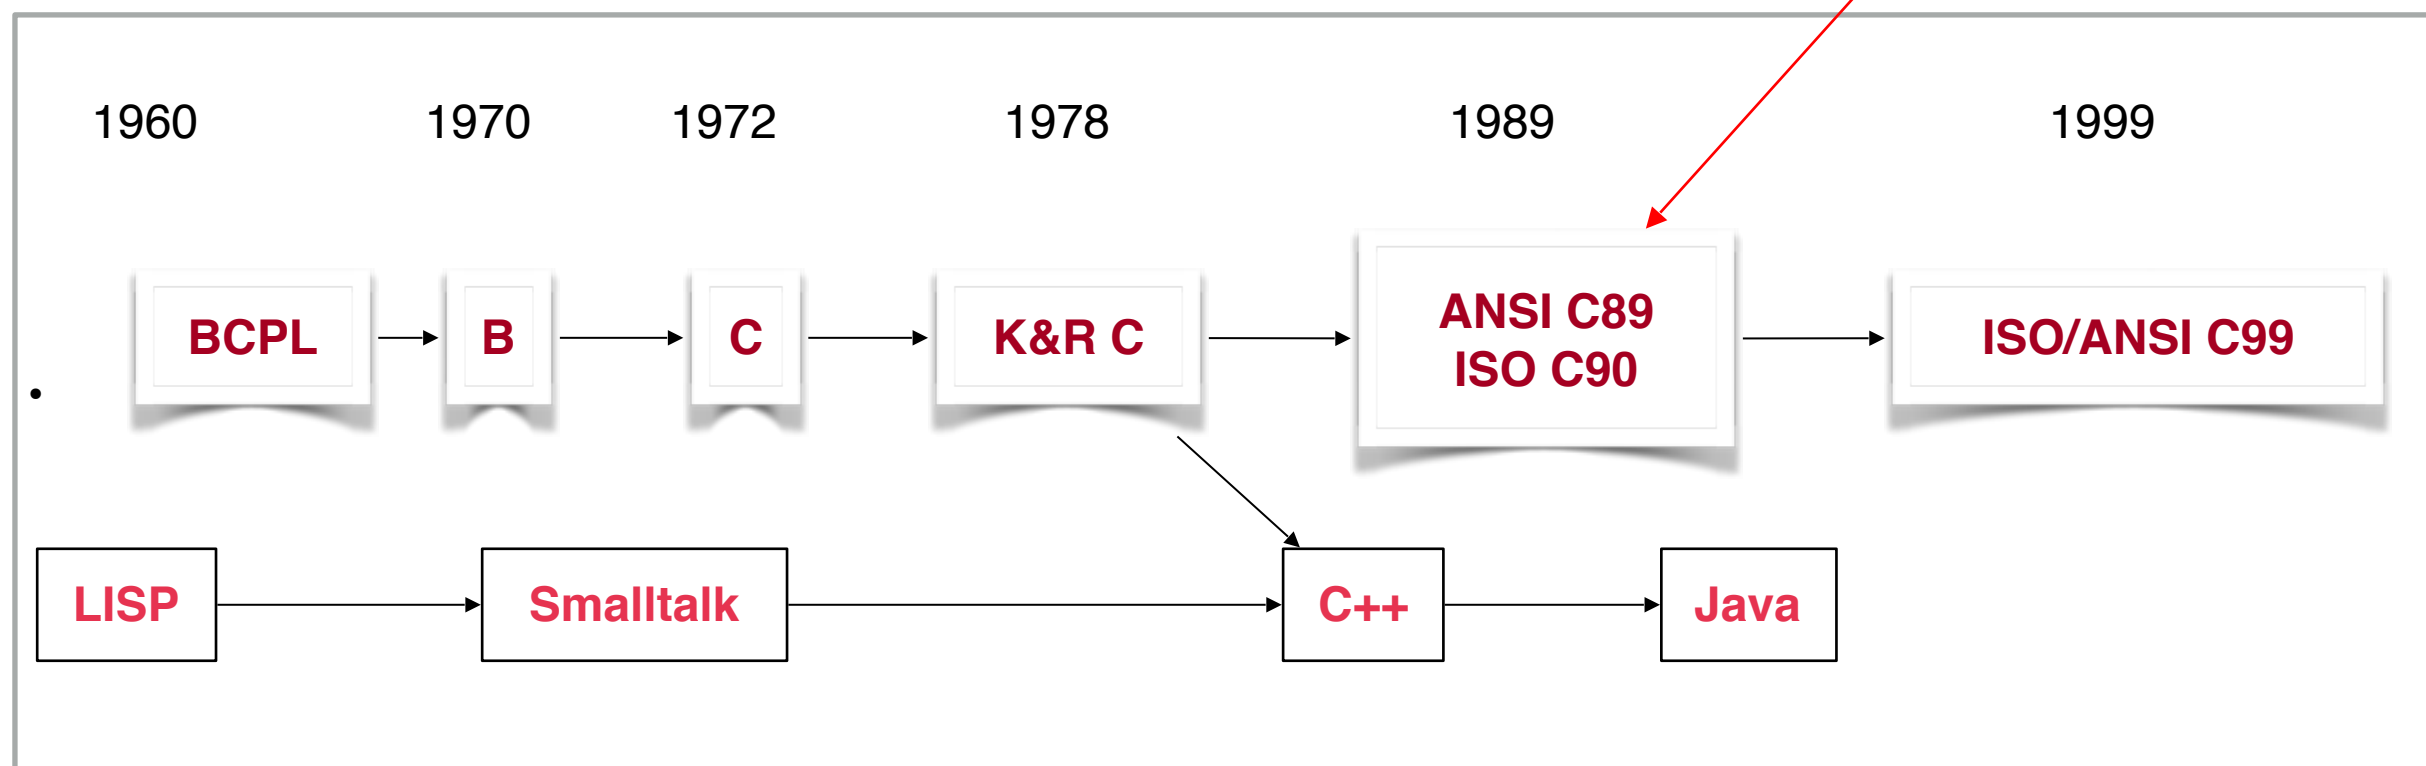 1960 1970 1972 1978 1989 1999
BCPL B C K&R C ANSI C89 ISO/ANSI C99
ISO C90
LISP Smalltalk C++ Java